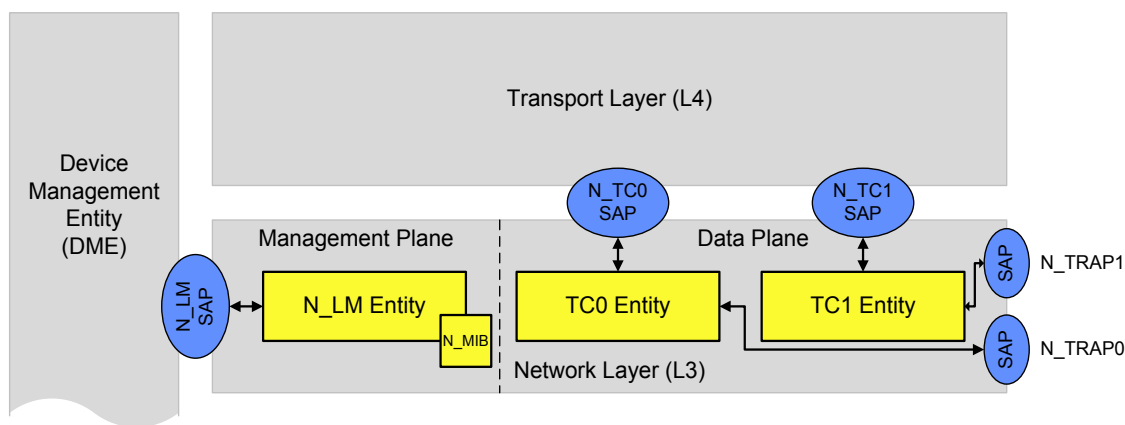 Transport Layer (L4)
Device
Management
Entity
(DME)
N_TC0
SAP
N_TC1
SAP
Management Plane
Data Plane
N_LM
SAP
N_LM Entity
N_MIB
TC0 Entity
TC1 Entity
SAP
N_TRAP1
SAP
N_TRAP0
Network Layer (L3)